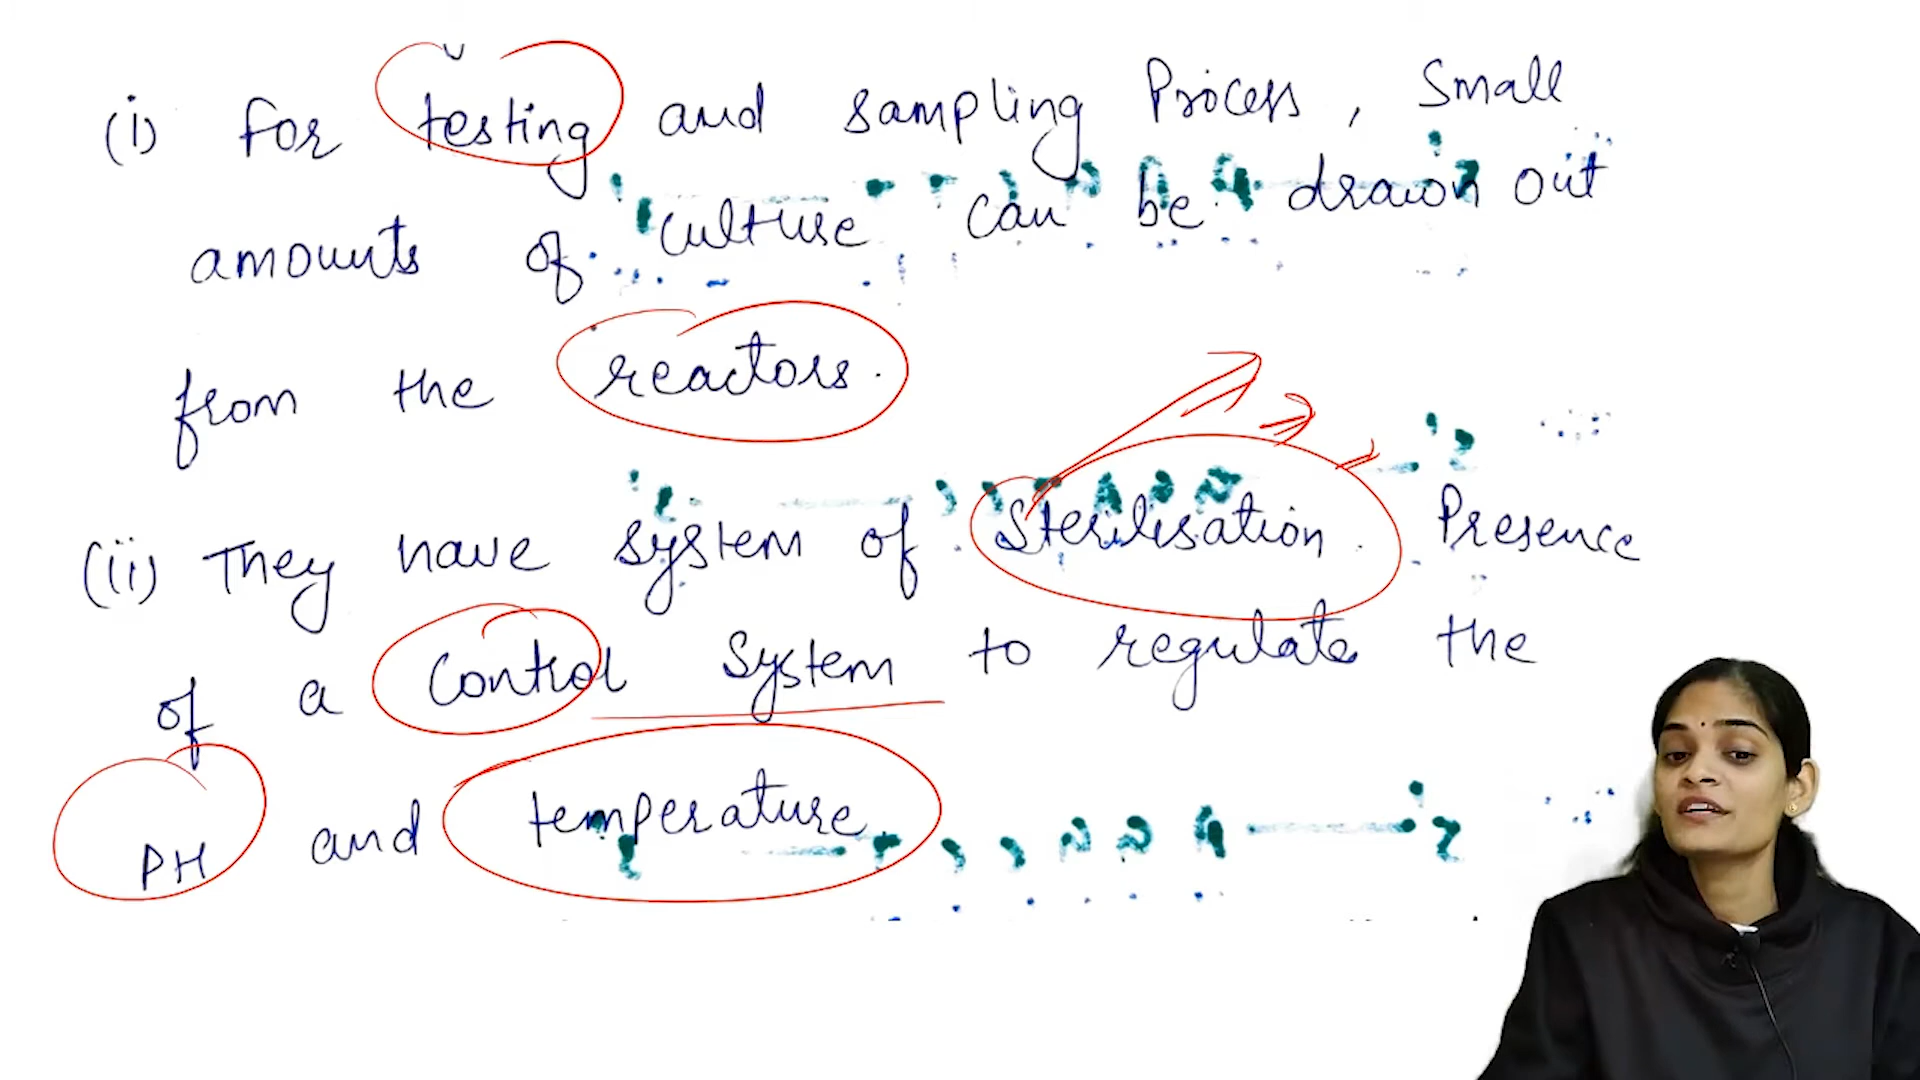 (i) For testing and sampling Process, Small
amounts of culture can be drawn out
from the reactors.
(ii) They have system of Sterilisation. Presence
of a Control System to regulate the
PH and temperature